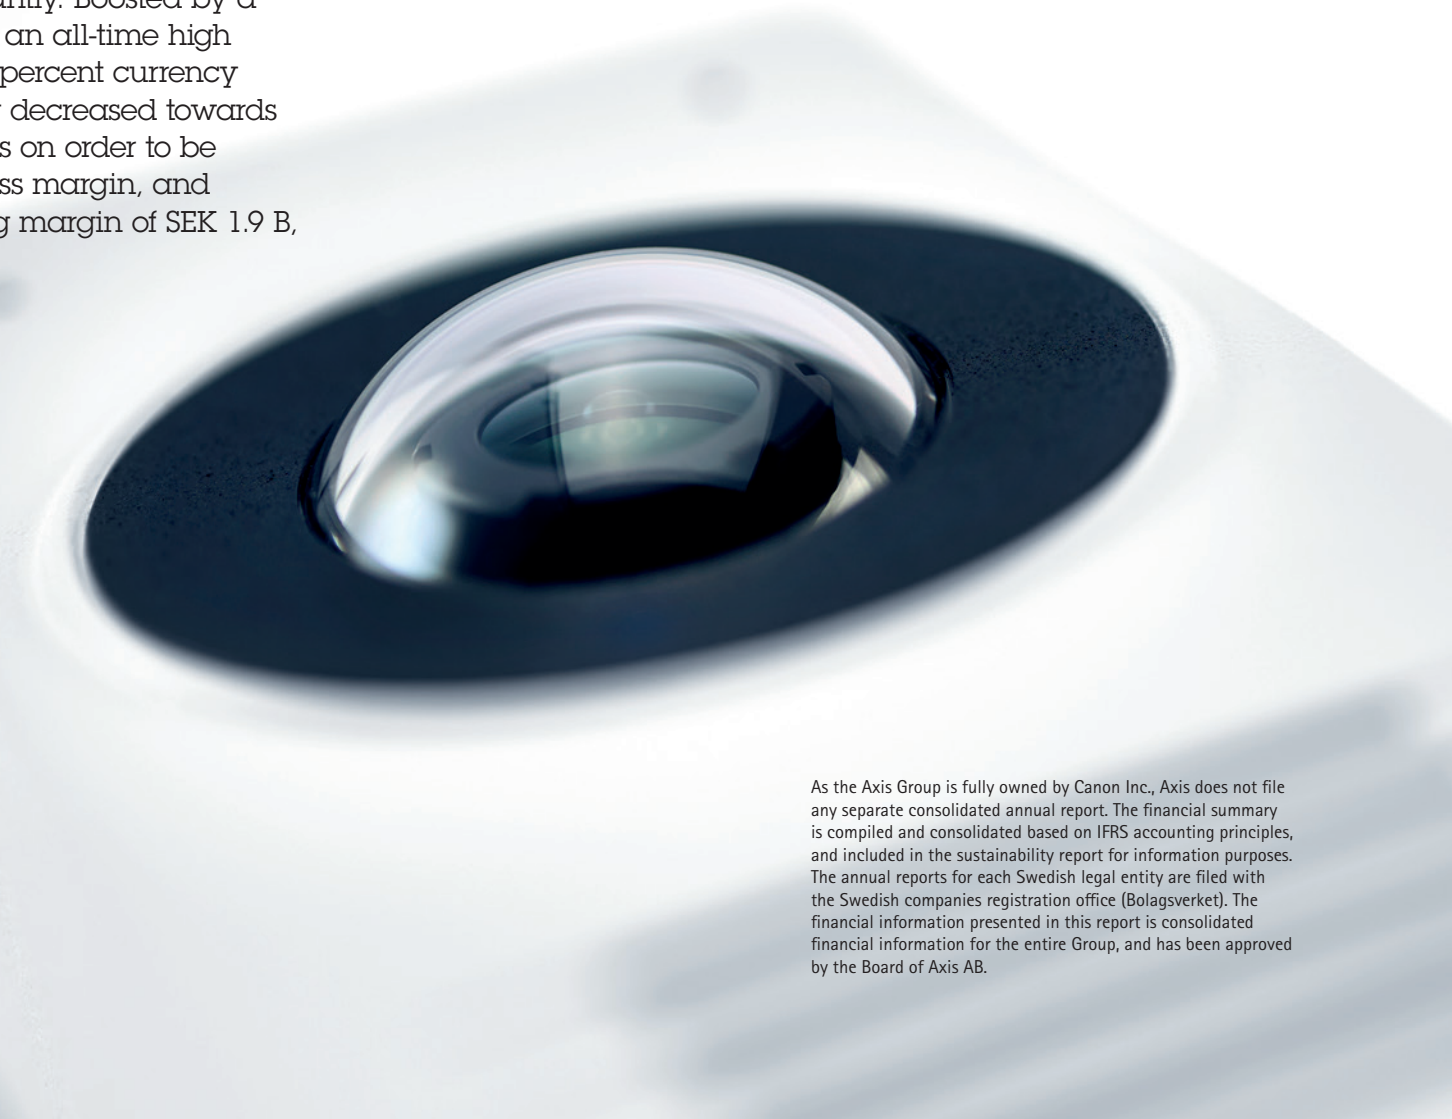 Boosted by a
an all-time high
percent currency
decreased towards
on order to be
margin, and
margin of SEK 1.9 B,
As the Axis Group is fully owned by Canon Inc., Axis does not file
any separate consolidated annual report. The financial summary
is compiled and consolidated based on IFRS accounting principles,
and included in the sustainability report for information purposes.
The annual reports for each Swedish legal entity are filed with
the Swedish companies registration office (Bolagsverket). The
financial information presented in this report is consolidated
financial information for the entire Group, and has been approved
by the Board of Axis AB.